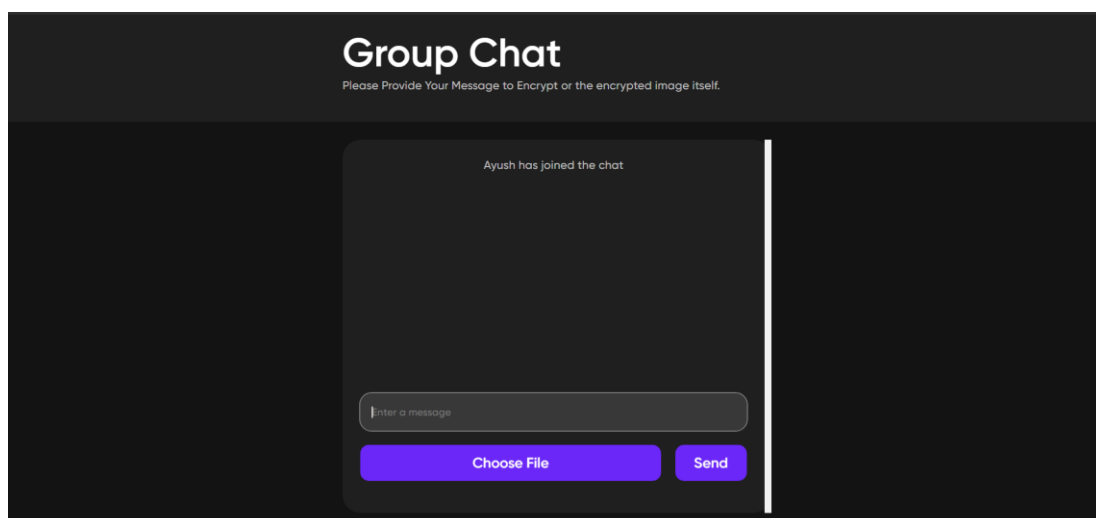 Group Chat
Please Provide Your Message to Encrypt or the encrypted image itself.
Ayush has joined the chat
Enter a message
Choose File
Send